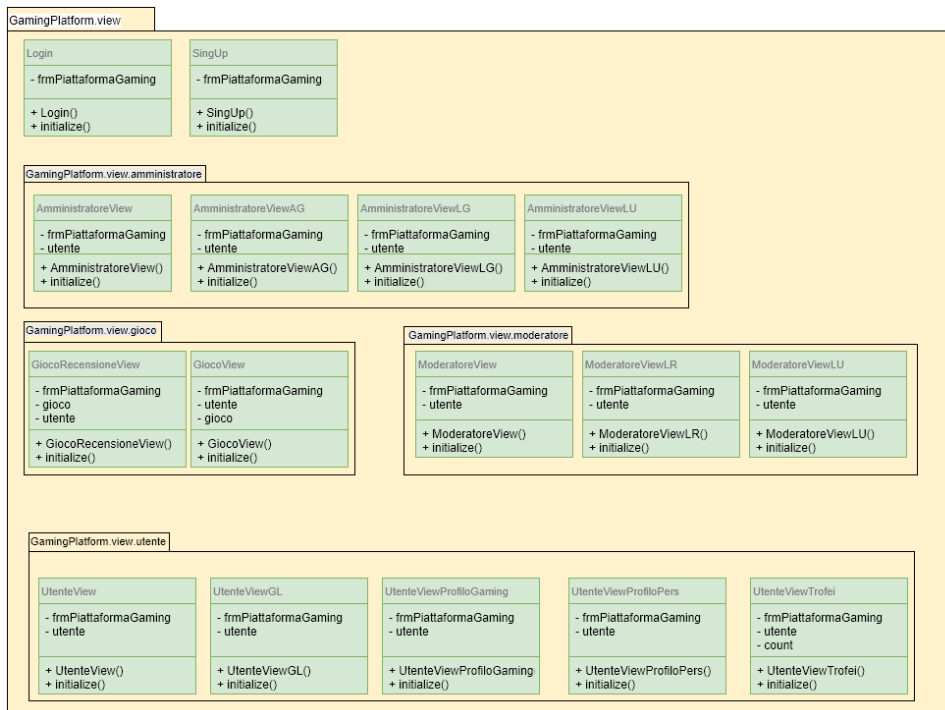 GamingPlatform.view
Login
- frmPiattaformaGaming
+ Login()
+ initialize()
SingUp
- frmPiattaformaGaming
+ SingUp()
+ initialize()
GamingPlatform.view.amministratore
AmministratoreView
- frmPiattaformaGaming
- utente
+ AmministratoreView()
+ initialize()
AmministratoreViewAG
- frmPiattaformaGaming
- utente
+ AmministratoreViewAG()
+ initialize()
AmministratoreViewLG
- frmPiattaformaGaming
- utente
+ AmministratoreViewLG()
+ initialize()
AmministratoreViewLU
- frmPiattaformaGaming
- utente
+ AmministratoreViewLU()
+ initialize()
GamingPlatform.view.gioco
GiocoRecensioneView
- frmPiattaformaGaming
- gioco
- utente
+ GiocoRecensioneView()
+ initialize()
GiocoView
- frmPiattaformaGaming
- utente
- gioco
+ GiocoView()
+ initialize()
GamingPlatform.view.moderatore
ModeratoreView
- frmPiattaformaGaming
- utente
+ ModeratoreView()
+ initialize()
ModeratoreViewLR
- frmPiattaformaGaming
- utente
+ ModeratoreViewLR()
+ initialize()
ModeratoreViewLU
- frmPiattaformaGaming
- utente
+ ModeratoreViewLU()
+ initialize()
GamingPlatform.view.utente
UtenteView
- frmPiattaformaGaming
- utente
+ UtenteView()
+ initialize()
UtenteViewGL
- frmPiattaformaGaming
- utente
+ UtenteViewGL()
+ initialize()
UtenteViewProfiloGaming
- frmPiattaformaGaming
- utente
+ UtenteViewProfiloGaming(
+ initialize()
UtenteViewProfiloPers
- frmPiattaformaGaming
- utente
+ UtenteViewProfiloPers()
+ initialize()
UtenteViewTrofei
- frmPiattaformaGaming
- utente
- count
+ UtenteViewTrofei()
+ initialize()